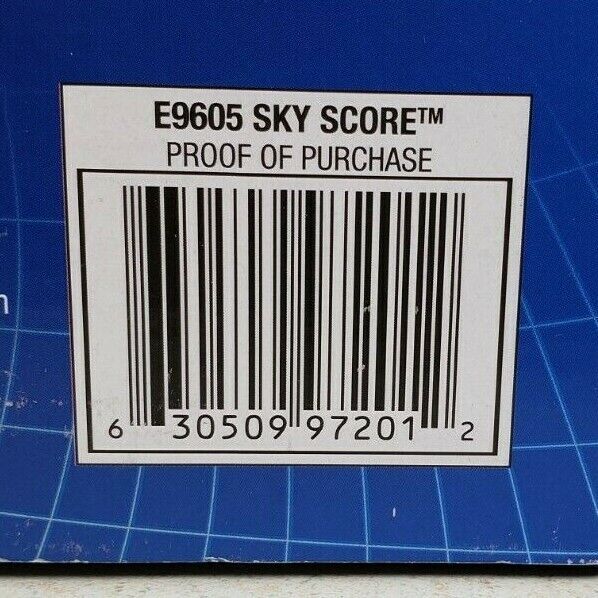 E9605 SKY SCORE™
PROOF OF PURCHASE
6 30509 97201 2